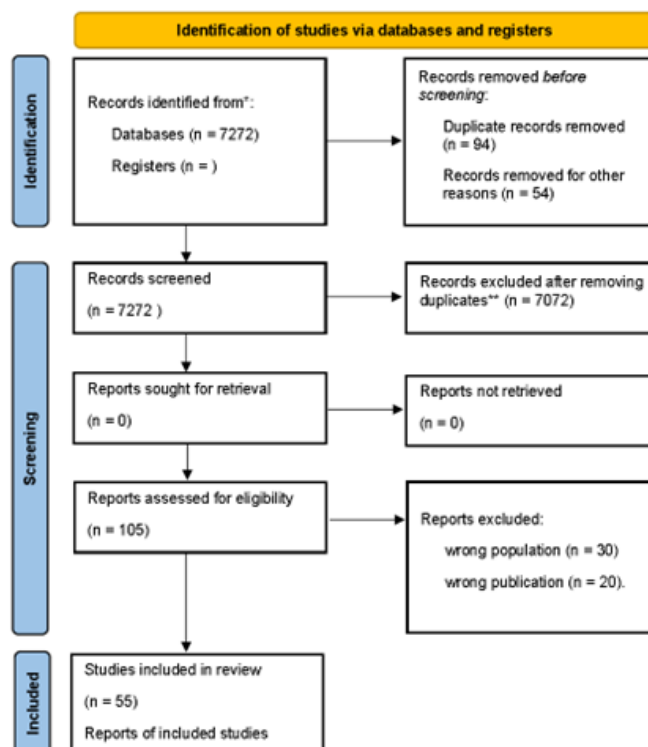 Identification of studies via databases and registers
Identification
Records identified from*:
Databases (n = 7272)
Registers (n = )
Records removed before
screening:
Duplicate records removed
(n = 94)
Records removed for other
reasons (n = 54)
Screening
Records screened
(n = 7272 )
Records excluded after removing
duplicates** (n = 7072)
Reports sought for retrieval
(n = 0)
Reports not retrieved
(n = 0)
Reports assessed for eligibility
(n = 105)
Reports excluded:
wrong population (n = 30)
wrong publication (n = 20).
Included
Studies included in review
(n = 55)
Reports of included studies